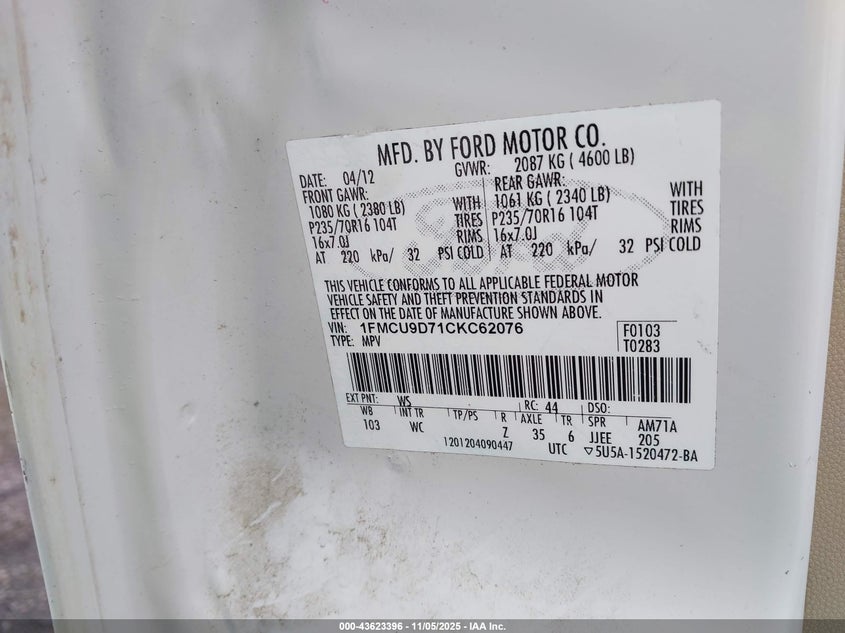 MFD. BY FORD MOTOR CO.
DATE: 04/12 GVWR: 2087 KG ( 4600 LB)
FRONT GAWR: REAR GAWR:
1080 KG ( 2380 LB) WITH 1061 KG ( 2340 LB) WITH
P235/70R16 104T TIRES P235/70R16 104T TIRES
16x7.0J RIMS 16x7.0J RIMS
AT 220 kPa/ 32 PSI COLD AT 220 kPa/ 32 PSI COLD
THIS VEHICLE CONFORMS TO ALL APPLICABLE FEDERAL MOTOR
VEHICLE SAFETY AND THEFT PREVENTION STANDARDS IN
EFFECT ON THE DATE OF MANUFACTURE SHOWN ABOVE.
VIN: 1FMCU9D71CKC62076 F0103
TYPE: MPV T0283
EXT PNT: WS RC: 44 DSO:
WB INT TR TP/PS R AXLE TR SPR AM71A
103 WC Z 35 6 JJEE 205
1201204090447 UTC ▽5U5A-1520472-BA
000-43623396 - 11/05/2025 - IAA Inc.